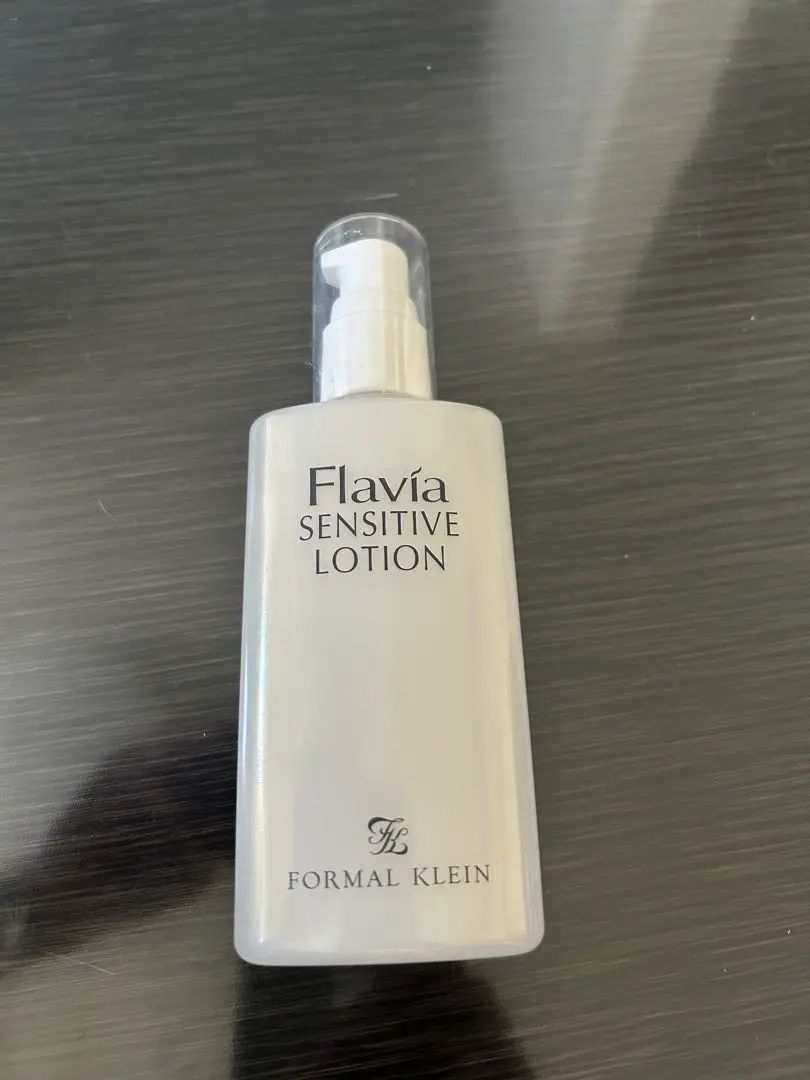 Flavía
SENSITIVE
LOTION
FK
FORMAL KLEIN